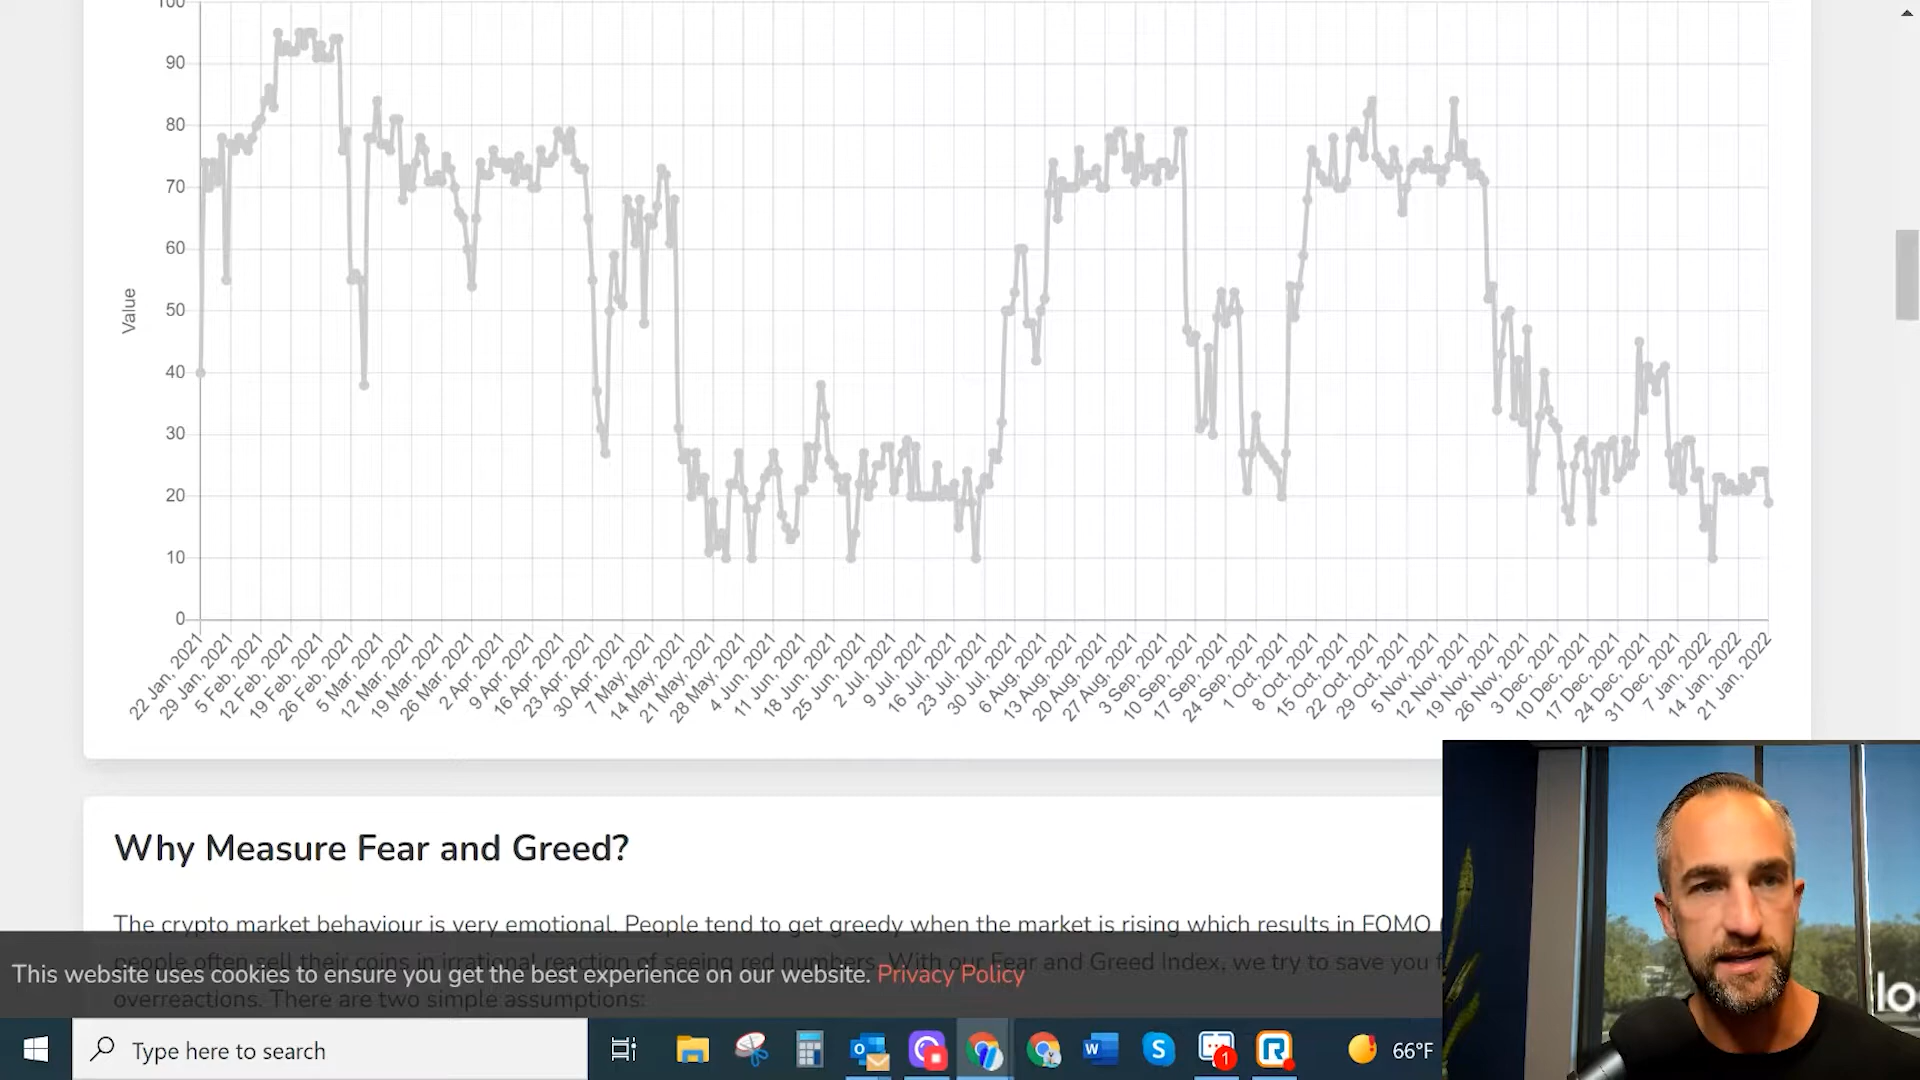 100
90
80
70
60
50
40
30
20
10
0
Value
22 Jan, 2021
29 Jan, 2021
5 Feb, 2021
12 Feb, 2021
19 Feb, 2021
26 Feb, 2021
5 Mar, 2021
12 Mar, 2021
19 Mar, 2021
26 Mar, 2021
2 Apr, 2021
9 Apr, 2021
16 Apr, 2021
23 Apr, 2021
30 Apr, 2021
7 May, 2021
14 May, 2021
21 May, 2021
28 May, 2021
4 Jun, 2021
11 Jun, 2021
18 Jun, 2021
25 Jun, 2021
2 Jul, 2021
9 Jul, 2021
16 Jul, 2021
23 Jul, 2021
30 Jul, 2021
6 Aug, 2021
13 Aug, 2021
20 Aug, 2021
27 Aug, 2021
3 Sep, 2021
10 Sep, 2021
17 Sep, 2021
24 Sep, 2021
1 Oct, 2021
8 Oct, 2021
15 Oct, 2021
22 Oct, 2021
29 Oct, 2021
5 Nov, 2021
12 Nov, 2021
19 Nov, 2021
26 Nov, 2021
3 Dec, 2021
10 Dec, 2021
17 Dec, 2021
24 Dec, 2021
31 Dec, 2021
7 Jan, 2022
14 Jan, 2022
21 Jan, 2022
Why Measure Fear and Greed?
The crypto market behaviour is very emotional. People tend to get greedy when the market is rising which results in FOMO
people often sell their coins in irrational reaction of seeing red numbers. With our Fear and Greed Index, we try to save you f
This website uses cookies to ensure you get the best experience on our website. Privacy Policy
overreactions. There are two simple assumptions:
lo
Type here to search
1
66°F